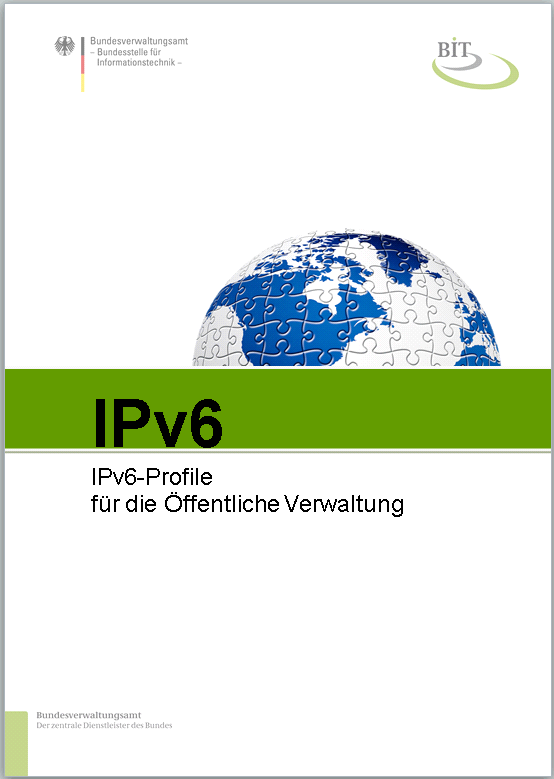 Bundesverwaltungsamt
– Bundesstelle für
Informationstechnik –
BIT
IPv6
IPv6-Profile
für die Öffentliche Verwaltung
Bundesverwaltungsamt
Der zentrale Dienstleister des Bundes